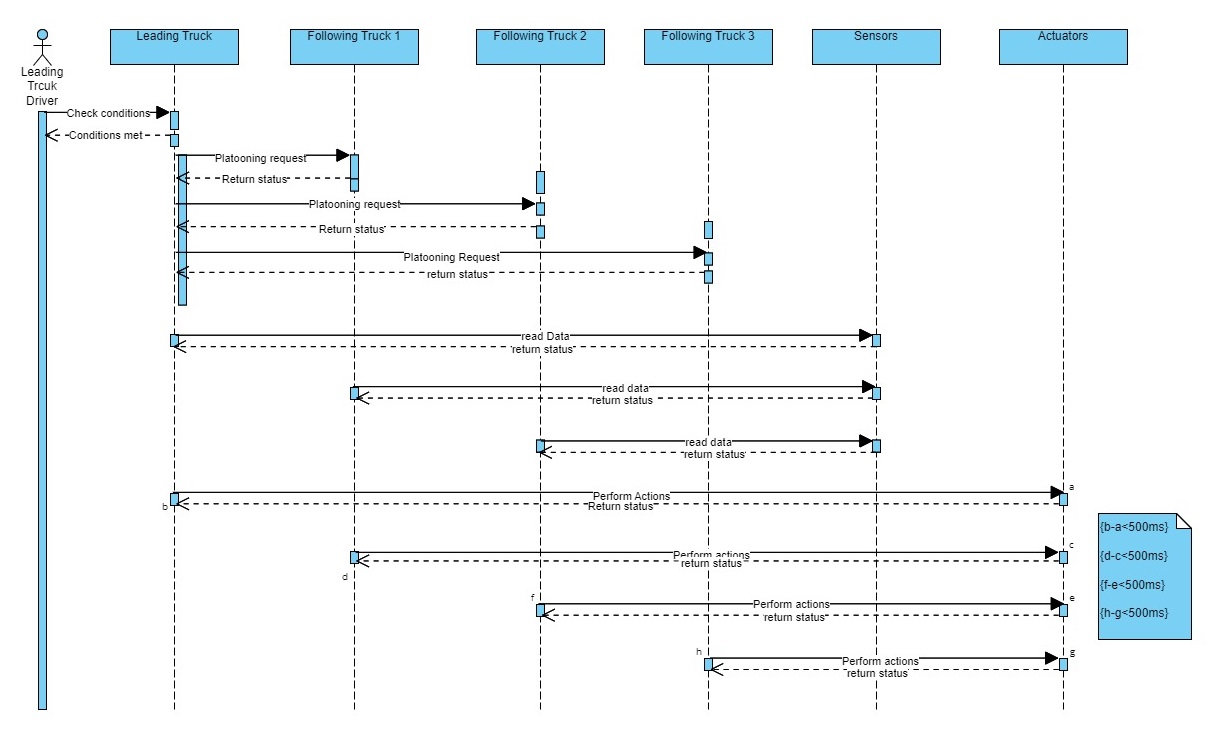 Leading Truck
Following Truck 1
Following Truck 2
Following Truck 3
Sensors
Actuators
Leading
Trcuk
Driver
Check conditions
Conditions met
Platooning request
Return status
Platooning request
Return status
Platooning Request
return status
read Data
return status
read data
return status
read data
return status
a
Perform Actions
b
Return status
{b-a<500ms}
c
Perform actions
{d-c<500ms}
return status
d
{f-e<500ms}
f
e
Perform actions
{h-g<500ms}
return status
h
g
Perform actions
return status